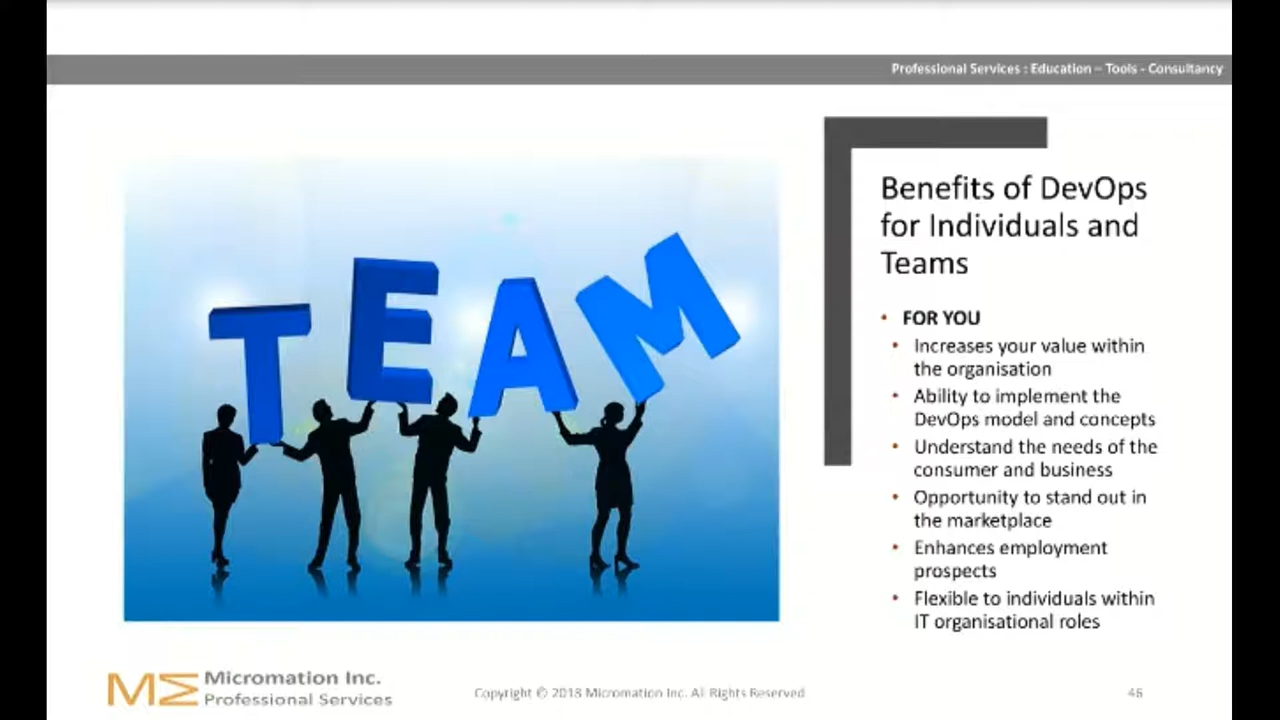 Professional Services : Education – Tools - Consultancy
TEAM
Benefits of DevOps
for Individuals and
Teams
• FOR YOU
• Increases your value within
the organisation
• Ability to implement the
DevOps model and concepts
• Understand the needs of the
consumer and business
• Opportunity to stand out in
the marketplace
• Enhances employment
prospects
• Flexible to individuals within
IT organisational roles
Micromation Inc.
Professional Services
Copyright © 2018 Micromation Inc. All Rights Reserved